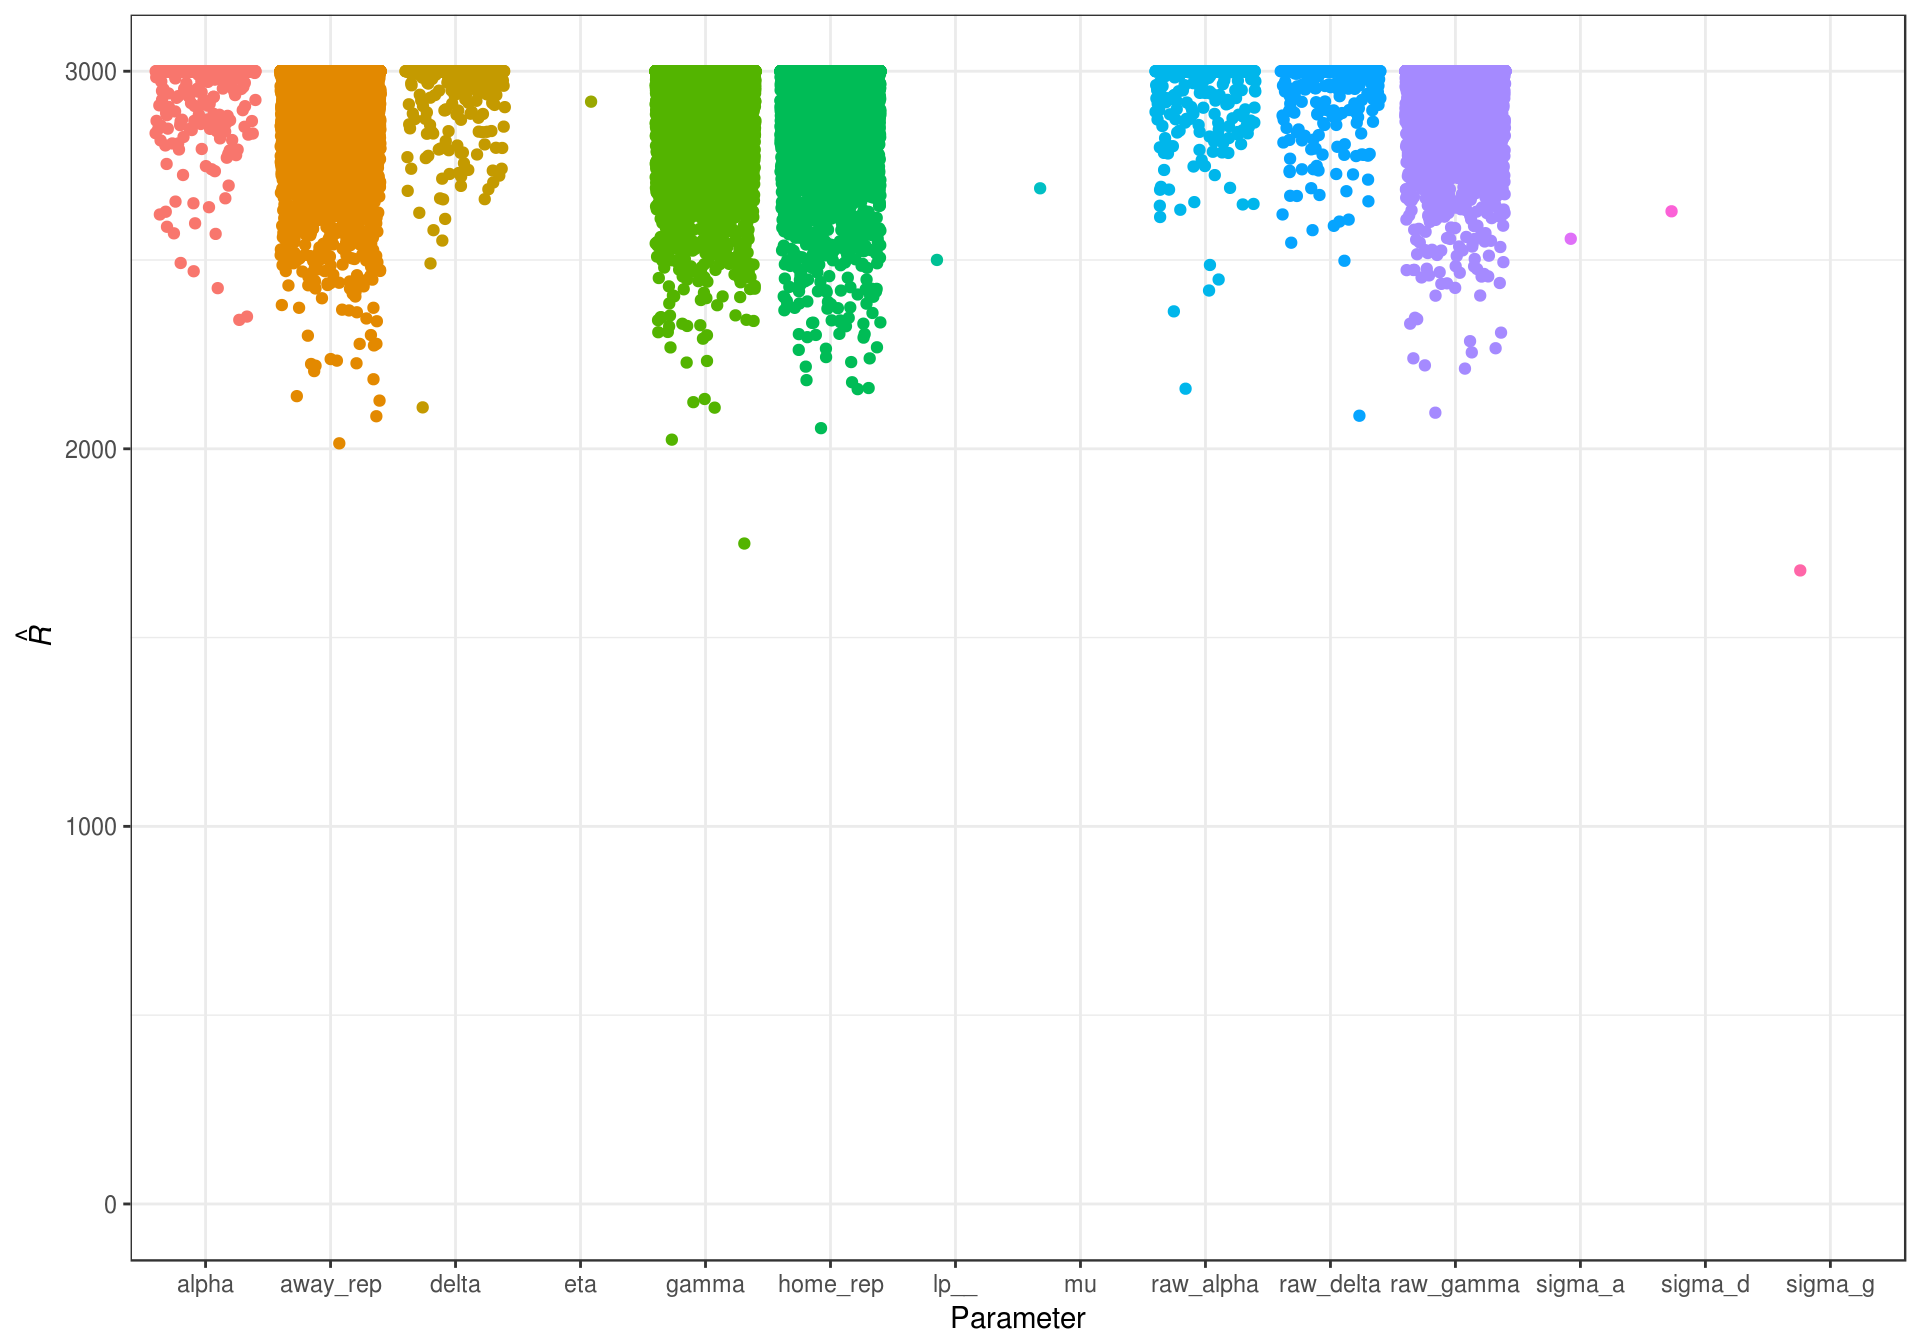 3000
2000
1000
0
R̂
alpha away_rep delta eta gamma home_rep lp__ mu raw_alpha raw_delta raw_gamma sigma_a sigma_d sigma_g
Parameter